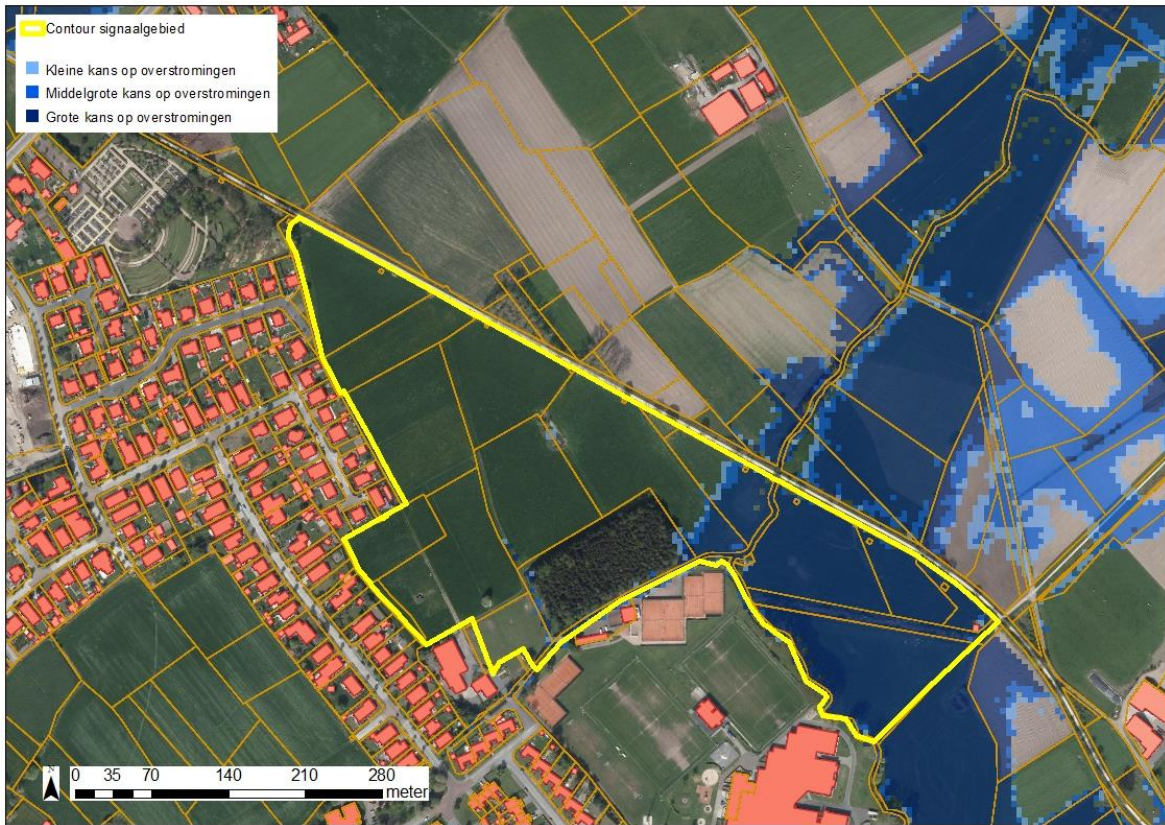 Contour signaalgebied
Kleine kans op overstromingen
Middelgrote kans op overstromingen
Grote kans op overstromingen
N
0 35 70 140 210 280
meter